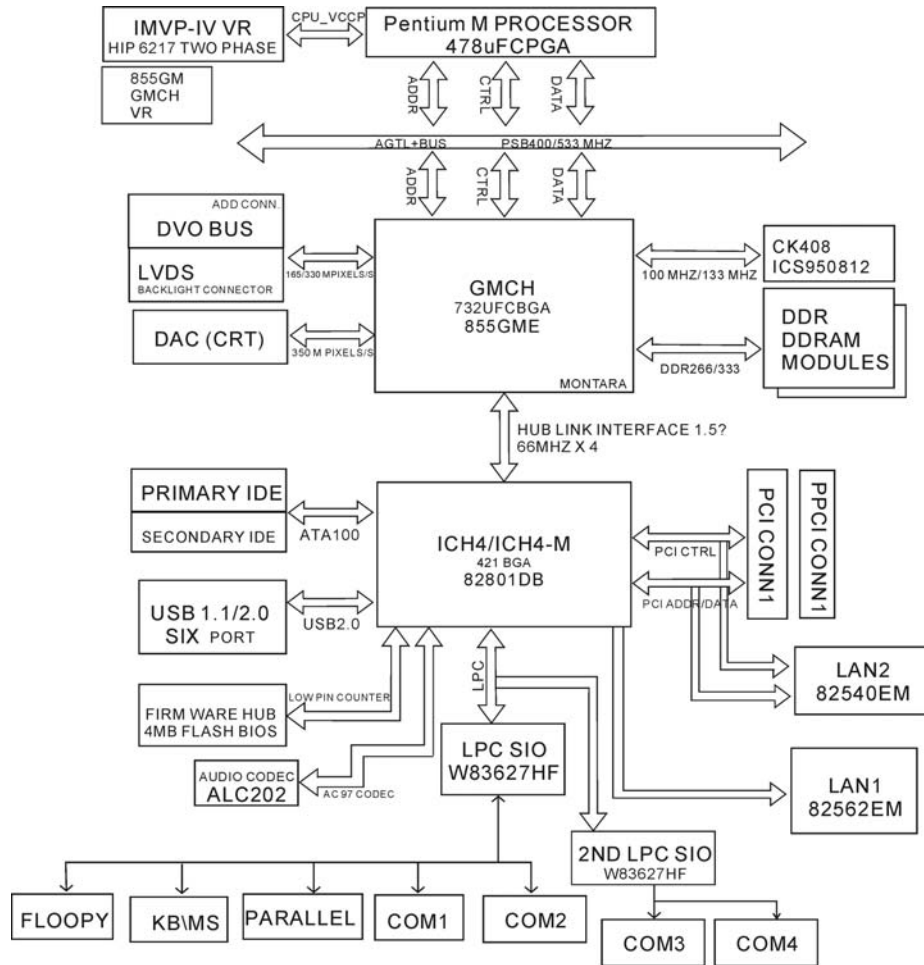 IMVP-IV VR
HIP 6217 TWO PHASE
CPU_VCCP
Pentium M PROCESSOR
478uFCPGA
855GM
GMCH
VR
ADDR
CTRL
DATA
AGTL+BUS
PSB400/533 MHZ
ADDR
CTRL
DATA
ADD CONN.
DVO BUS
LVDS
BACKLIGHT CONNECTOR
165/330 MPIXELS/S
DAC (CRT)
350 M PIXELS/S
GMCH
732UFCBGA
855GME
MONTARA
100 MHZ/133 MHZ
CK408
ICS950812
DDR266/333
DDR
DDRAM
MODULES
HUB LINK INTERFACE 1.5?
66MHZ X 4
PRIMARY IDE
SECONDARY IDE
ATA100
USB 1.1/2.0
SIX PORT
USB2.0
ICH4/ICH4-M
421 BGA
82801DB
PCI CTRL
PCI ADDR/DATA
PCI CONN1
PPCI CONN1
LAN2
82540EM
LAN1
82562EM
FIRM WARE HUB
4MB FLASH BIOS
LOW PIN COUNTER
AUDIO CODEC
ALC202
AC 97 CODEC
LPC
LPC SIO
W83627HF
2ND LPC SIO
W83627HF
FLOOPY
KB\MS
PARALLEL
COM1
COM2
COM3
COM4